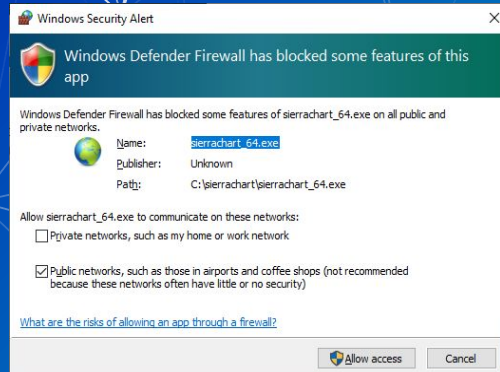 Windows Security Alert
Windows Defender Firewall has blocked some features of this
app
Windows Defender Firewall has blocked some features of sierrachart_64.exe on all public and
private networks.
Name: sierrachart_64.exe
Publisher: Unknown
Path: C:\sierrachart\sierrachart_64.exe
Allow sierrachart_64.exe to communicate on these networks:
Private networks, such as my home or work network
Public networks, such as those in airports and coffee shops (not recommended
because these networks often have little or no security)
What are the risks of allowing an app through a firewall?
Allow access
Cancel